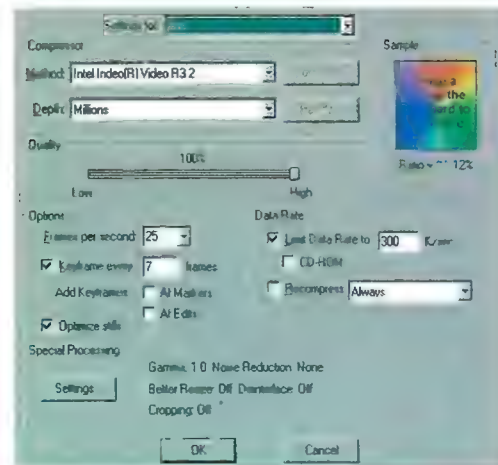 Settings for:
Compressor
Sample
Method: Intel Indeo(R) Video R3.2
Depth: Millions
the
Quality
100%
Low High
Options
Data Rate
Frames per second: 25
Limit Data Rate to 300 K/sec
Keyframe every 7 frames
CD-ROM
Add Keyframes: At Markers
Recompress Always
At Edits
Optimize stills
Special Processing
Settings...
Gamma: 1.0 Noise Reduction: None
Better Resize: Off Deinterlace: Off
Cropping: Off
OK Cancel